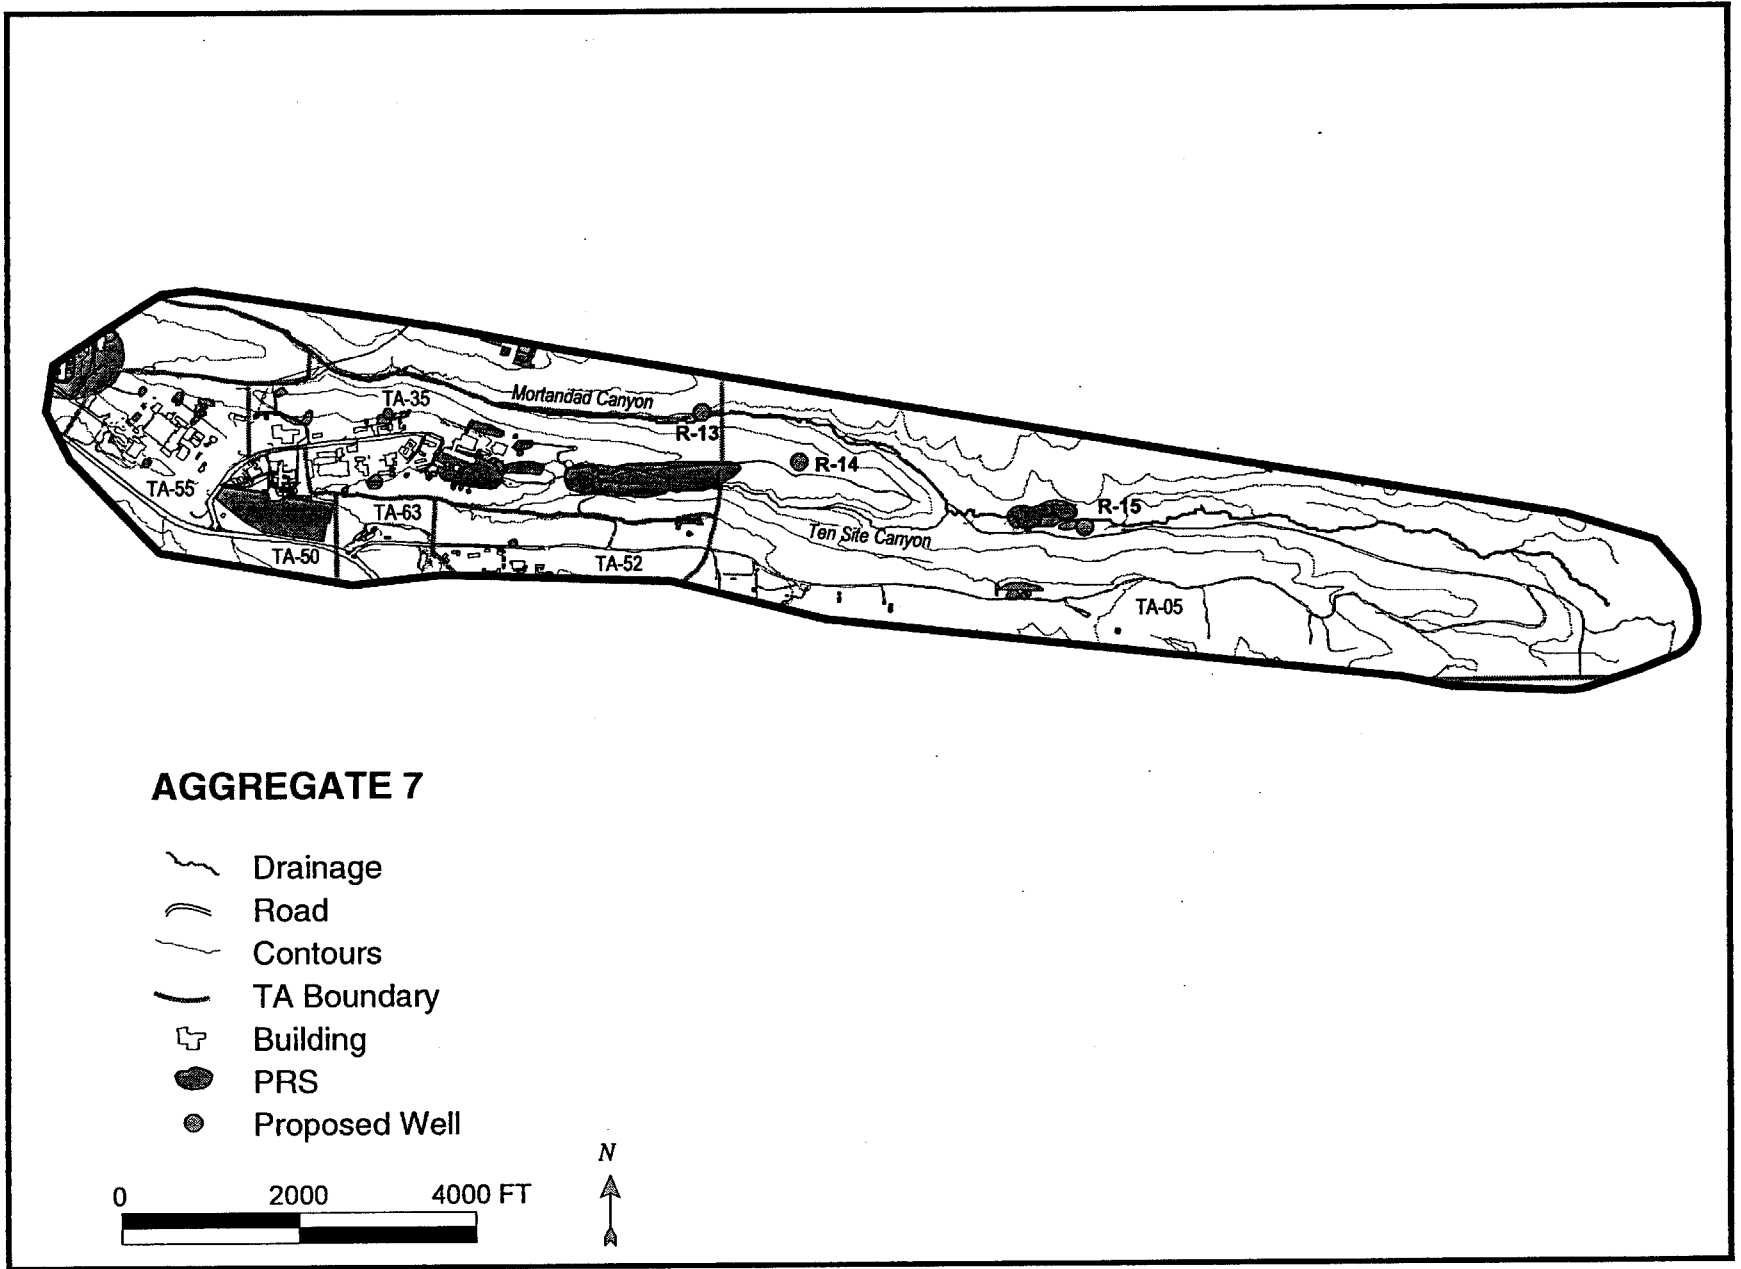 Mortandad Canyon
TA-35
R-13
R-14
TA-55
R-15
TA-63
Ten Site Canyon
TA-50
TA-52
TA-05
AGGREGATE 7
Drainage
Road
Contours
TA Boundary
Building
PRS
Proposed Well
N
0 2000 4000 FT